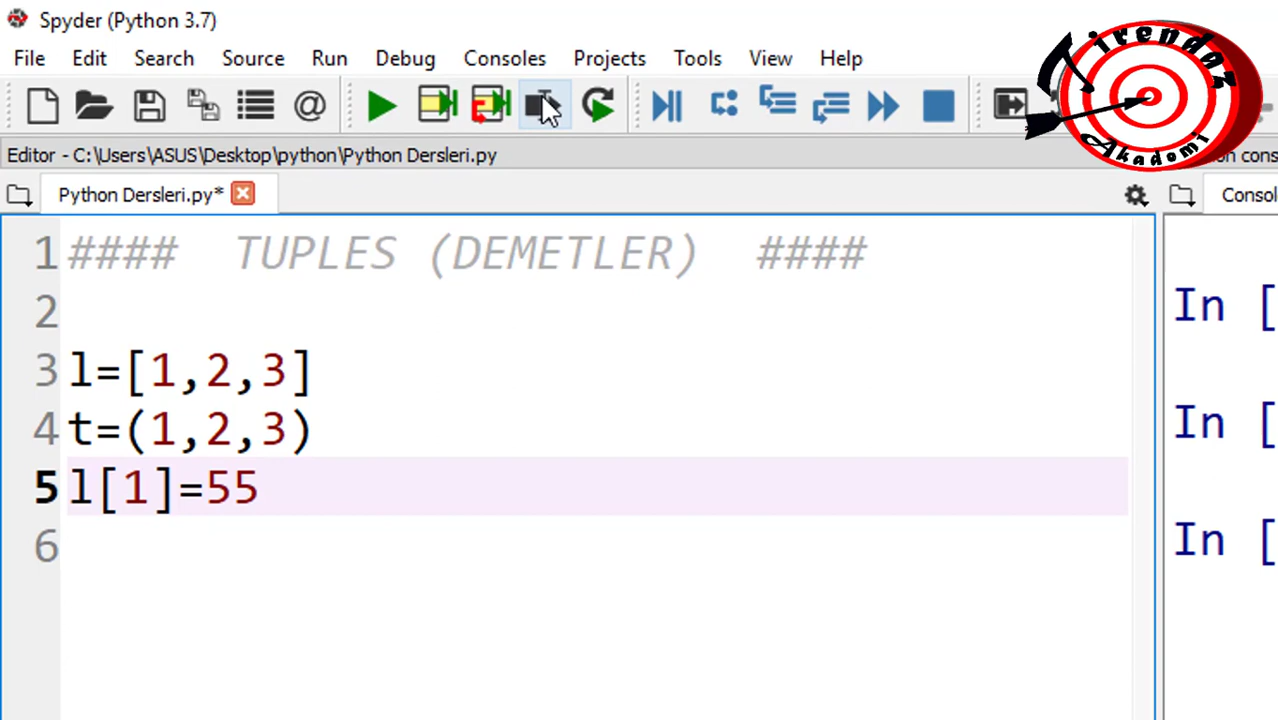 Spyder (Python 3.7)
File Edit Search Source Run Debug Consoles Projects Tools View Help
Tirendaz
Akademi
Editor - C:\Users\ASUS\Desktop\python\Python Dersleri.py
Python Dersleri.py*
1 #### TUPLES (DEMETLER) ####
2
3 l=[1,2,3]
4 t=(1,2,3)
5 l[1]=55
6
In [
In [
In [